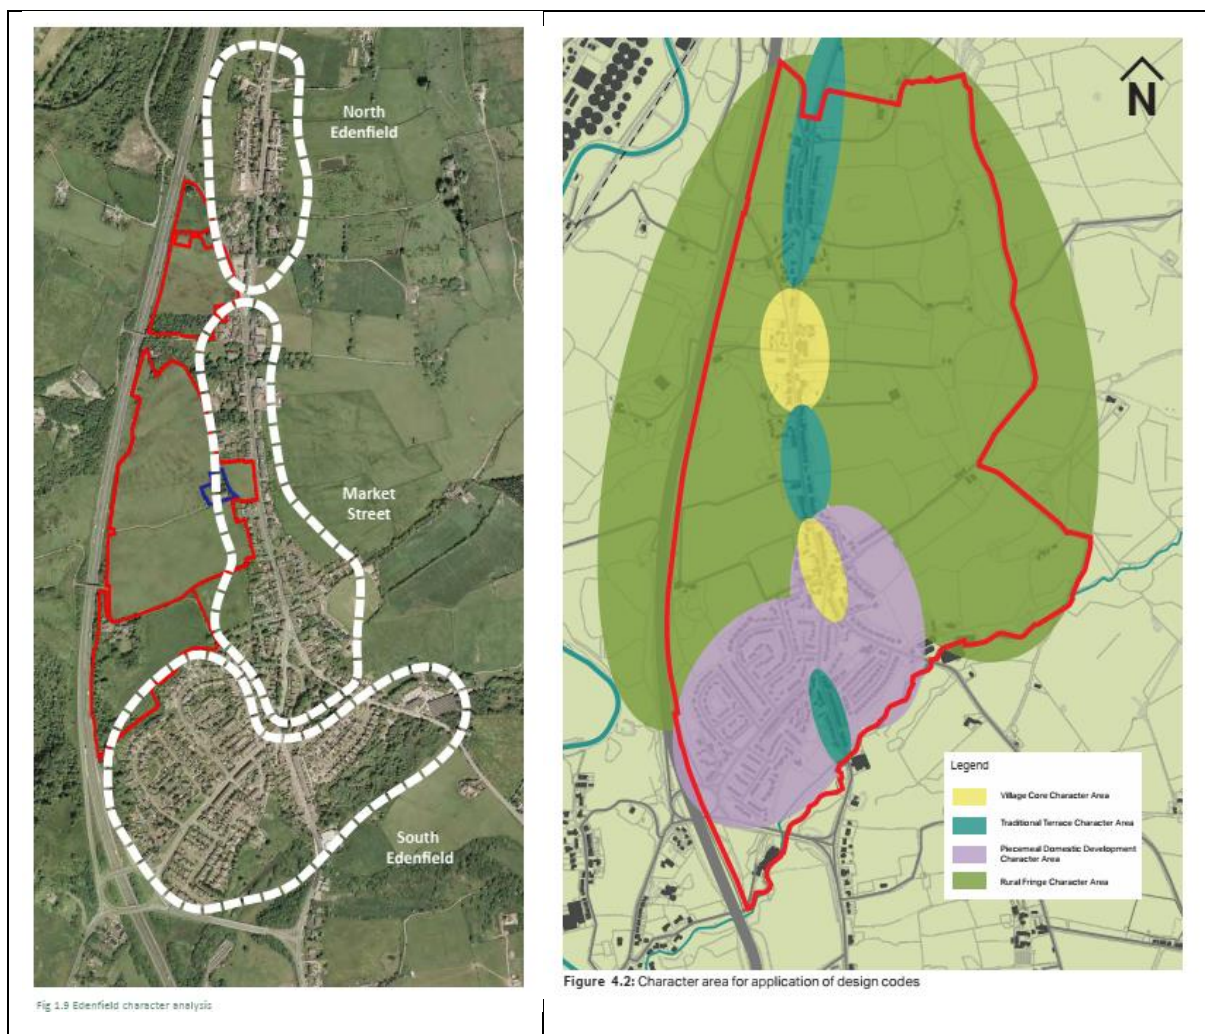 North
Edenfield
Market
Street
South
Edenfield
Fig 1.9 Edenfield character analysis
N
Legend
Village Core Character Area
Traditional Terrace Character Area
Piecemeal Domestic Development
Character Area
Rural Fringe Character Area
Figure 4.2: Character area for application of design codes